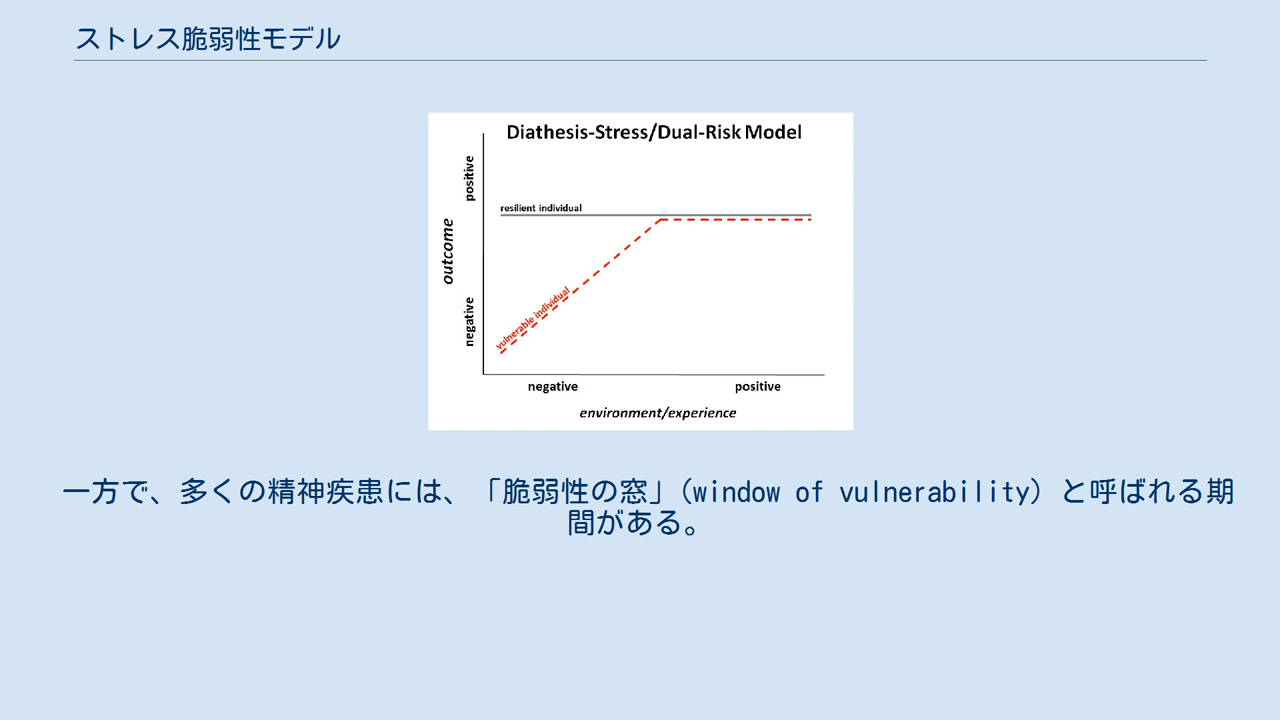 ストレス脆弱性モデル
Diathesis-Stress/Dual-Risk Model
positive
resilient individual
outcome
vulnerable individual
negative
negative
positive
environment/experience
一方で、多くの精神疾患には、「脆弱性の窓」(window of vulnerability) と呼ばれる期
間がある。